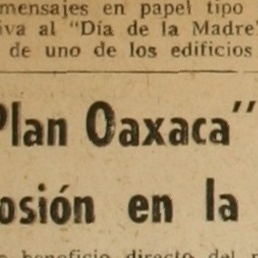 mensajes en papel tipo
iva al "Día de la Madre"
de uno de los edificios
Plan Oaxaca"
osión en la
beneficio directo del